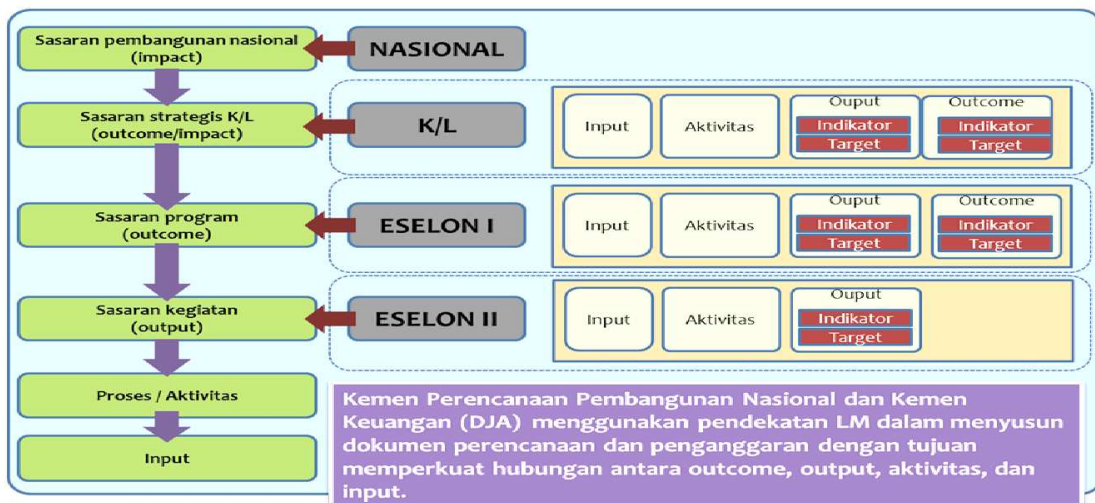 Sasaran pembangunan nasional
(impact)
NASIONAL
Sasaran strategis K/L
(outcome/impact)
K/L
Input
Aktivitas
Ouput
Indikator
Target
Outcome
Indikator
Target
Sasaran program
(outcome)
ESELON I
Input
Aktivitas
Ouput
Indikator
Target
Outcome
Indikator
Target
Sasaran kegiatan
(output)
ESELON II
Input
Aktivitas
Ouput
Indikator
Target
Proses / Aktivitas
Input
Kemen Perencanaan Pembangunan Nasional dan Kemen
Keuangan (DJA) menggunakan pendekatan LM dalam menyusun
dokumen perencanaan dan penganggaran dengan tujuan
memperkuat hubungan antara outcome, output, aktivitas, dan
input.